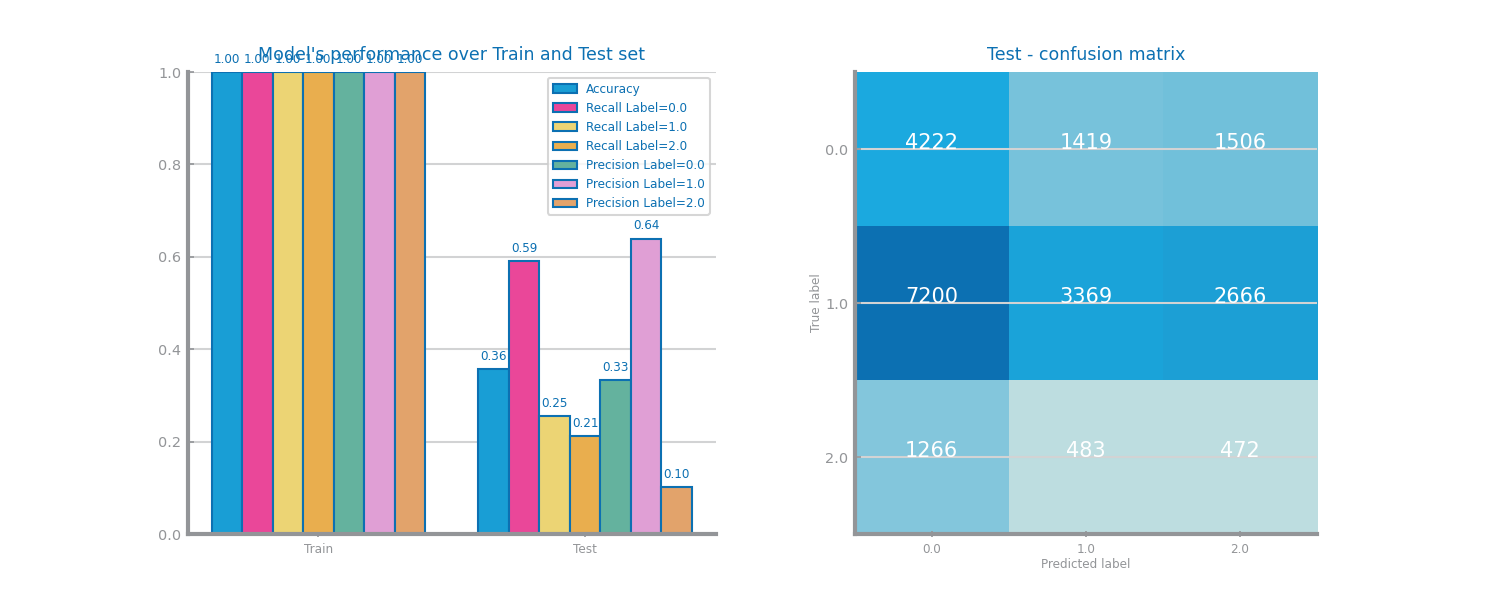 Model's performance over Train and Test set
1.00 1.00 1.00 1.00 1.00 1.00 1.00
1.0
0.8
0.6
0.4
0.2
0.0
Accuracy
Recall Label=0.0
Recall Label=1.0
Recall Label=2.0
Precision Label=0.0
Precision Label=1.0
Precision Label=2.0
0.36
0.59
0.25
0.21
0.33
0.64
0.10
Train Test
Test - confusion matrix
True label
0.0 4222 1419 1506
1.0 7200 3369 2666
2.0 1266 483 472
0.0 1.0 2.0
Predicted label